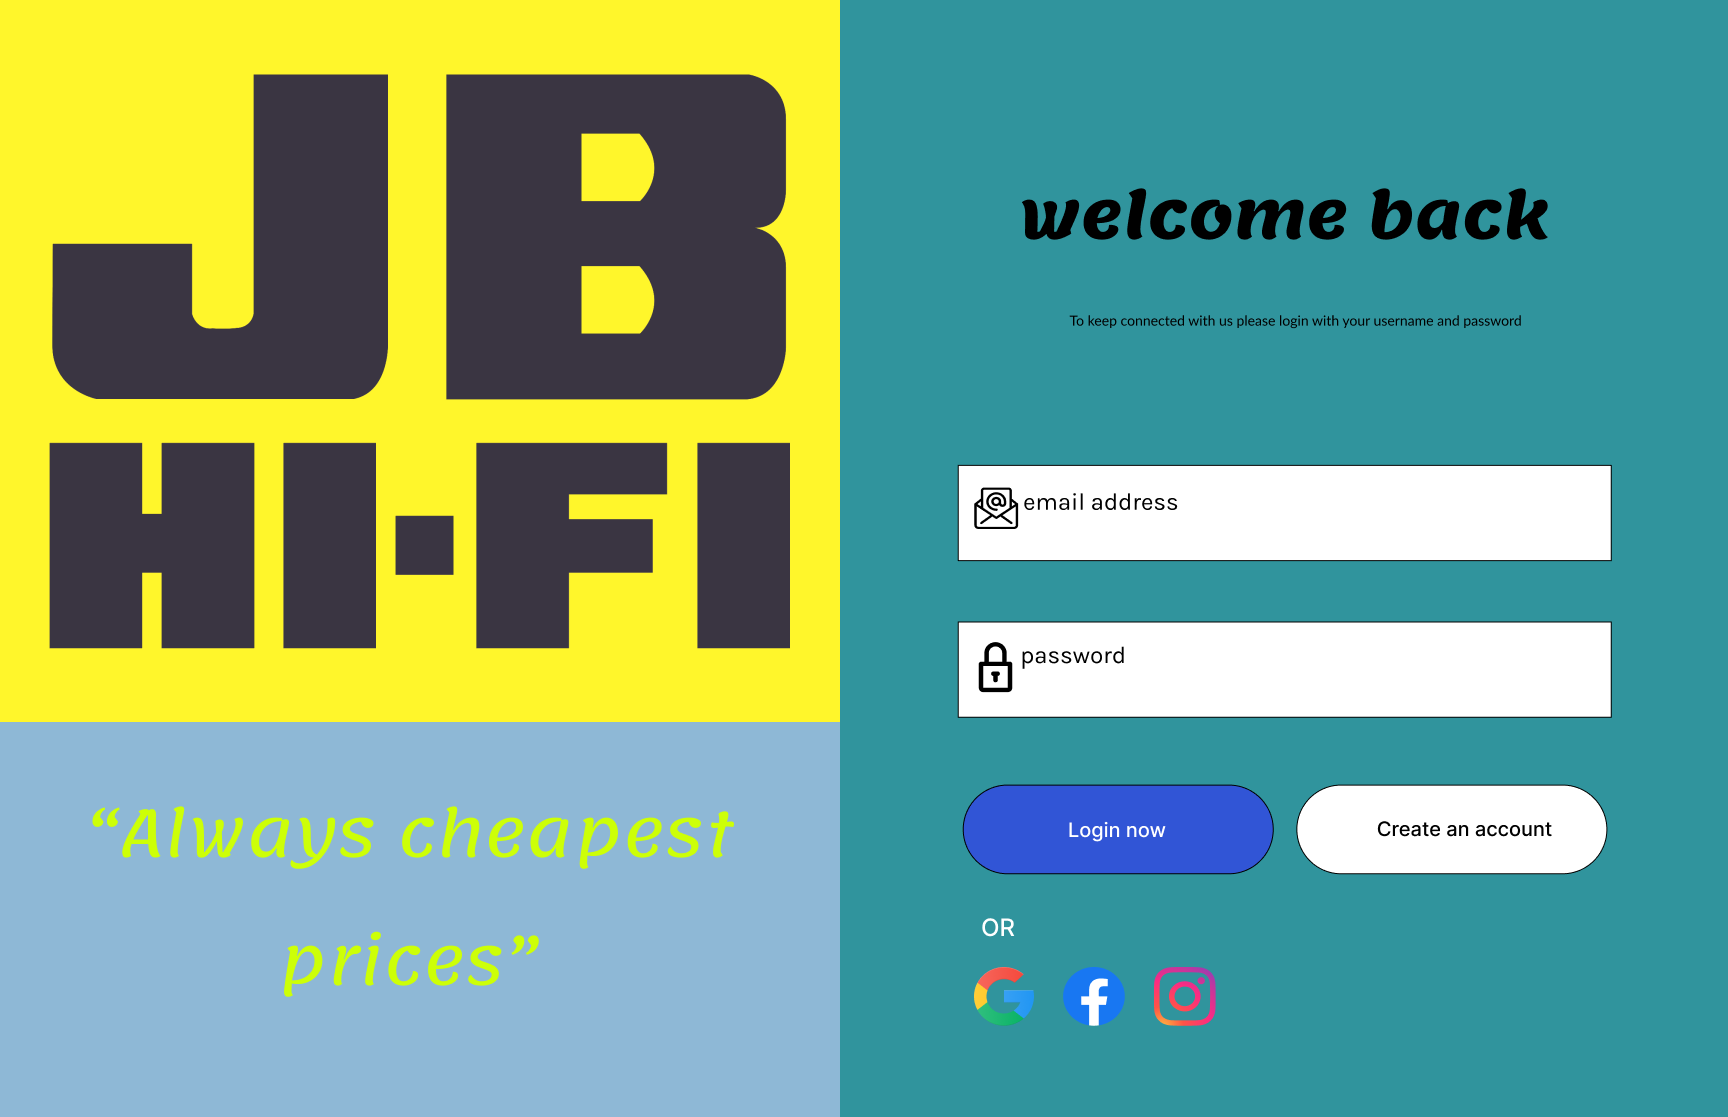 JB
HI-FI
“Always cheapest
prices”
welcome back
To keep connected with us please login with your username and password
email address
password
Login now
Create an account
OR